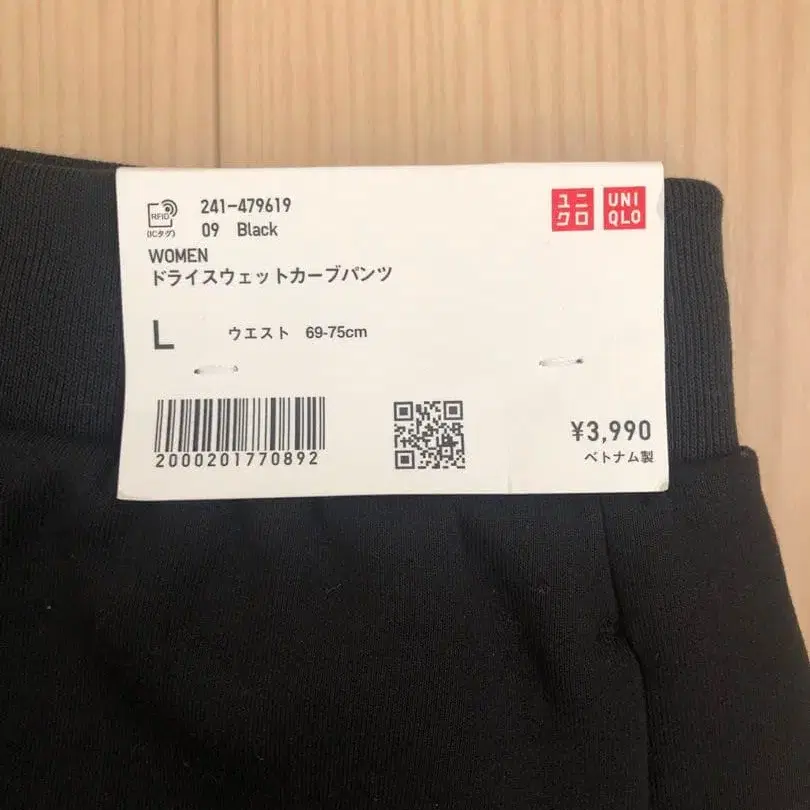 RFID
(ICタグ)
241-479619
09 Black
ユニ
クロ
UNI
QLO
WOMEN
ドライスウェットカーブパンツ
L ウエスト 69-75cm
2000201770892
¥3,990
ベトナム製